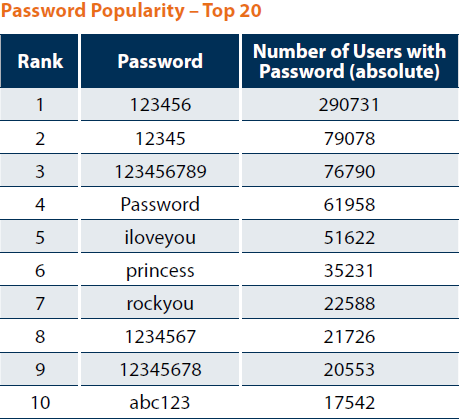 Password Popularity – Top 20
Rank Password Number of Users with
Password (absolute)
1 123456 290731
2 12345 79078
3 123456789 76790
4 Password 61958
5 iloveyou 51622
6 princess 35231
7 rockyou 22588
8 1234567 21726
9 12345678 20553
10 abc123 17542